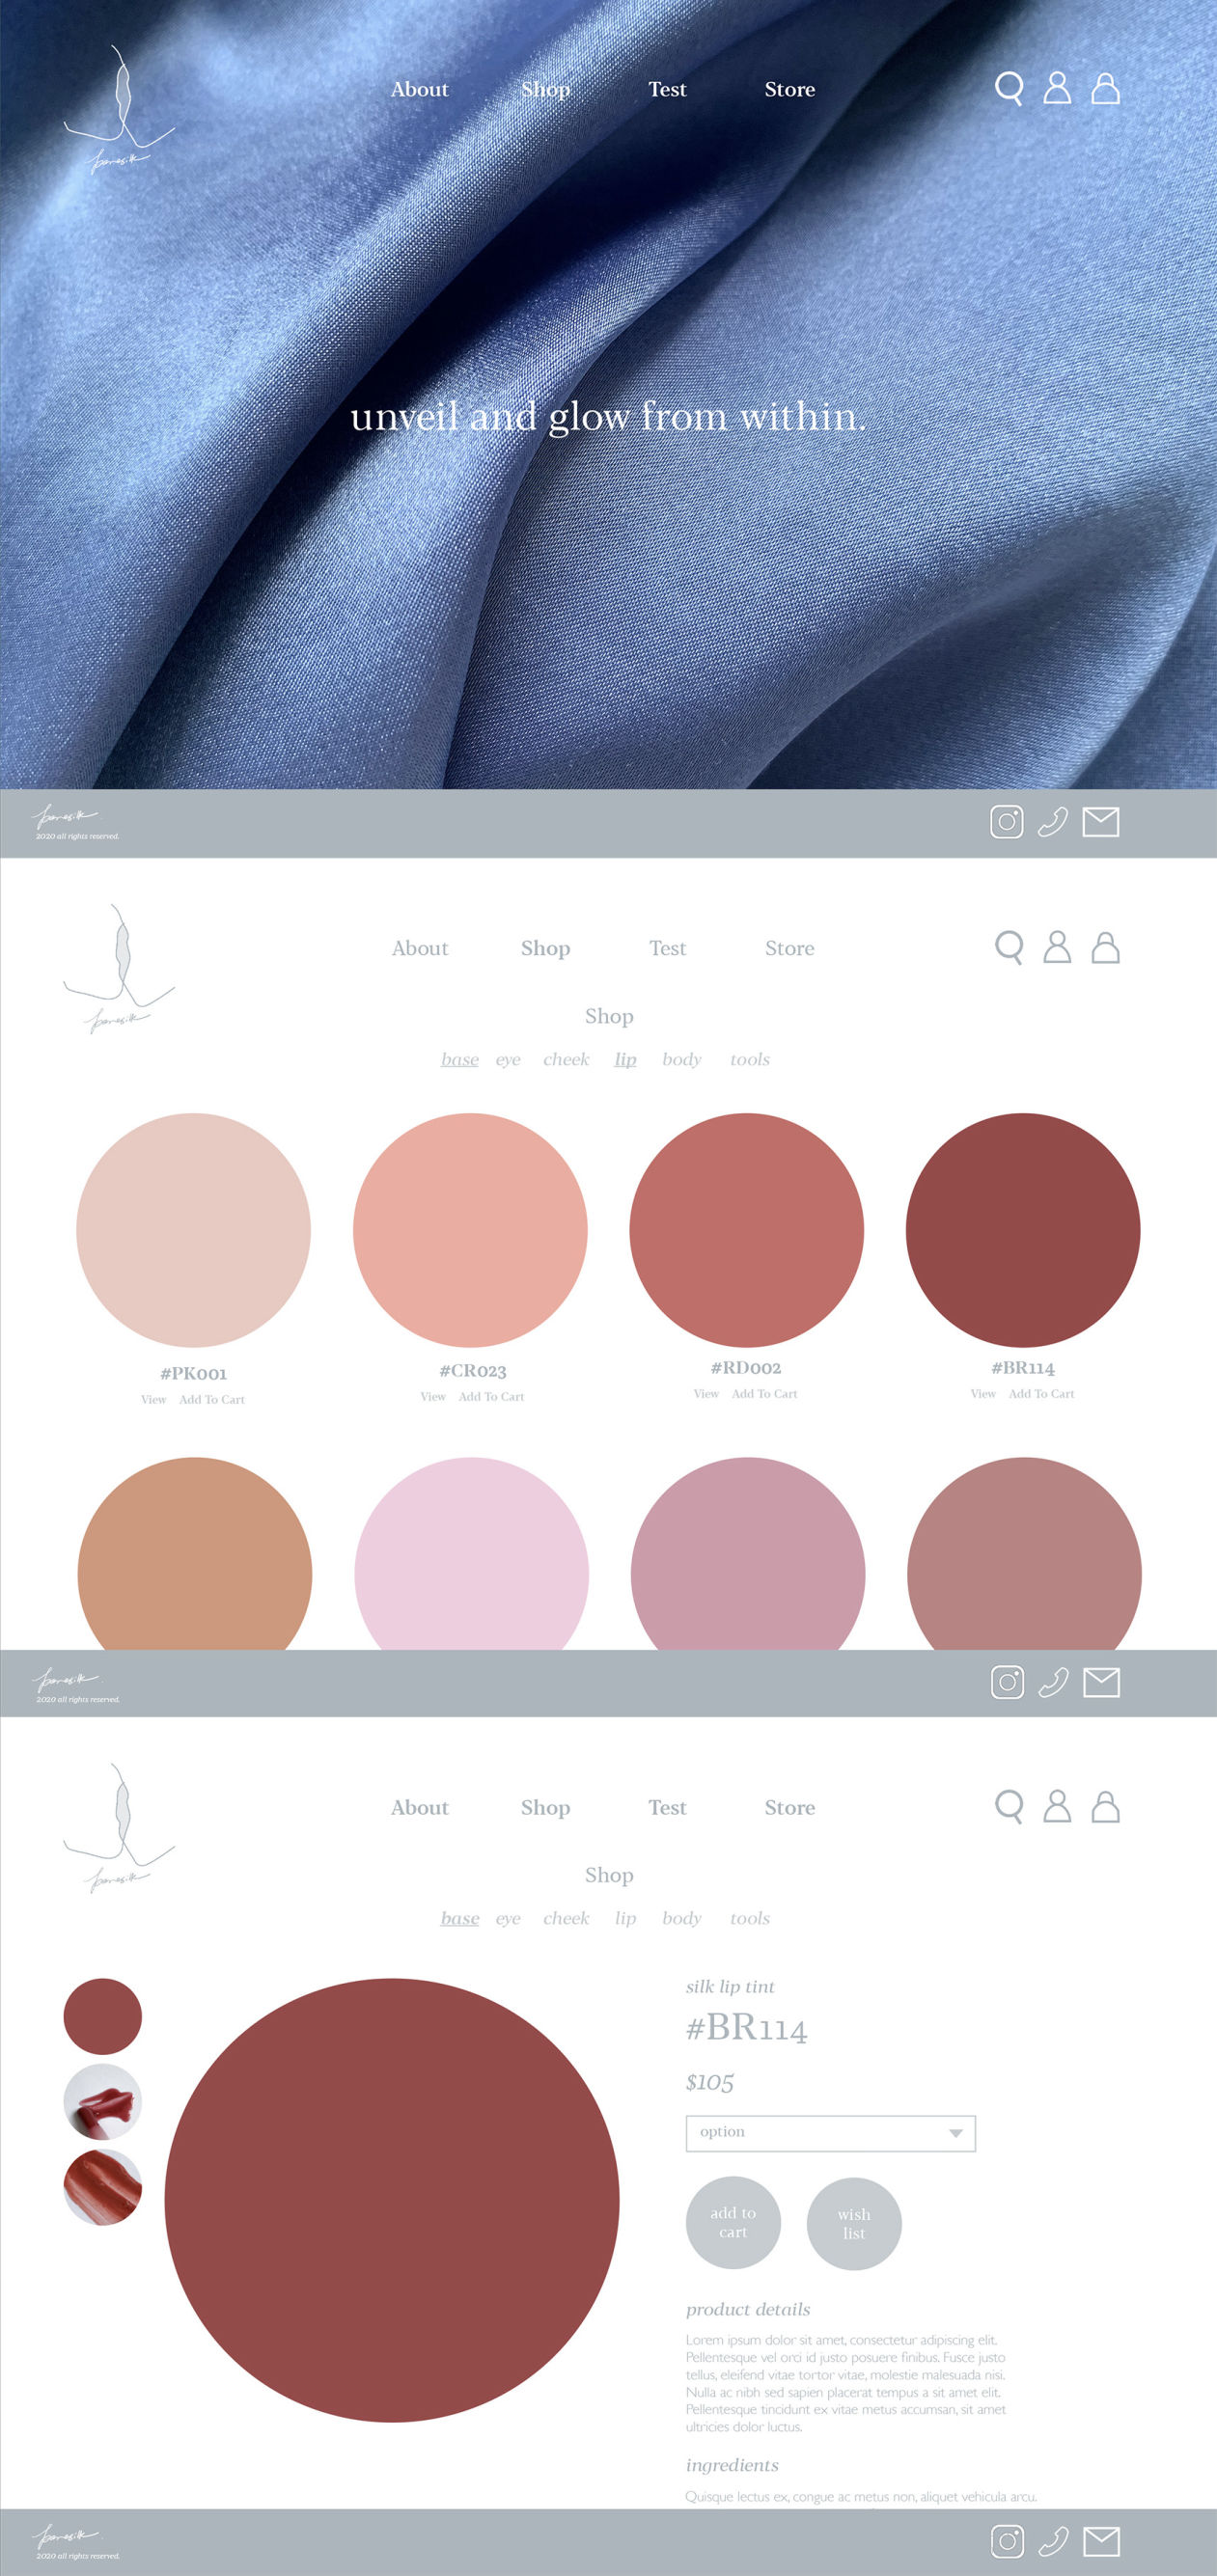 About Shop Test Store
unveil and glow from within.
2020 all rights reserved.
About Shop Test Store
Shop
base eye cheek lip body tools
#PK001 #CR023 #RD002 #BR114
View Add To Cart View Add To Cart View Add To Cart View Add To Cart
2020 all rights reserved.
About Shop Test Store
Shop
base eye cheek lip body tools
silk lip tint
#BR114
$105
option
add to
cart
wish
list
product details
Lorem ipsum dolor sit amet, consectetur adipiscing elit.
Pellentesque vel orci id justo posuere finibus. Fusce justo
tellus, eleifend vitae tortor vitae, molestie malesuada nisi.
Nulla ac nibh sed sapien placerat tempus a sit amet elit.
Pellentesque tincidunt ex vitae metus accumsan, sit amet
ultricies dolor luctus.
ingredients
Quisque lectus ex, congue ac metus non, aliquet vehicula arcu.
2020 all rights reserved.